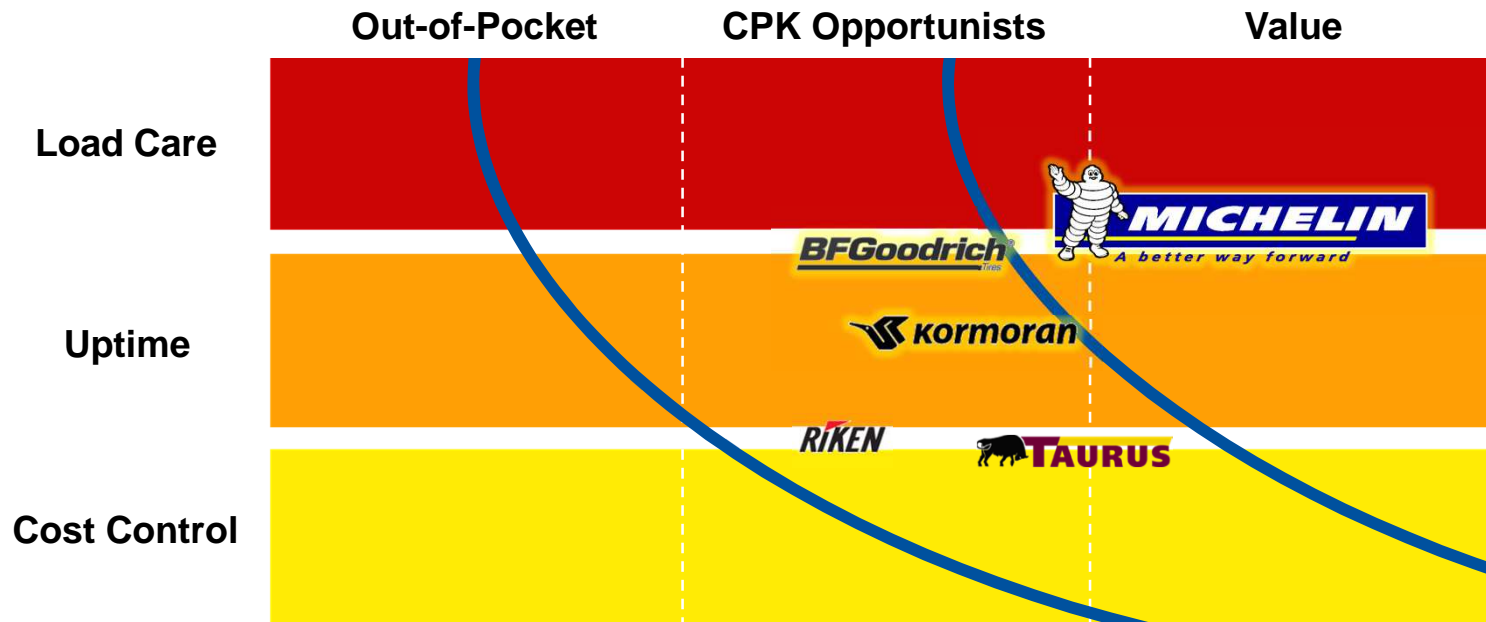 Out-of-Pocket CPK Opportunists Value
Load Care
MICHELIN
A better way forward
BFGoodrich®
Tires
Uptime
KORMORAN
RIKEN
TAURUS
Cost Control